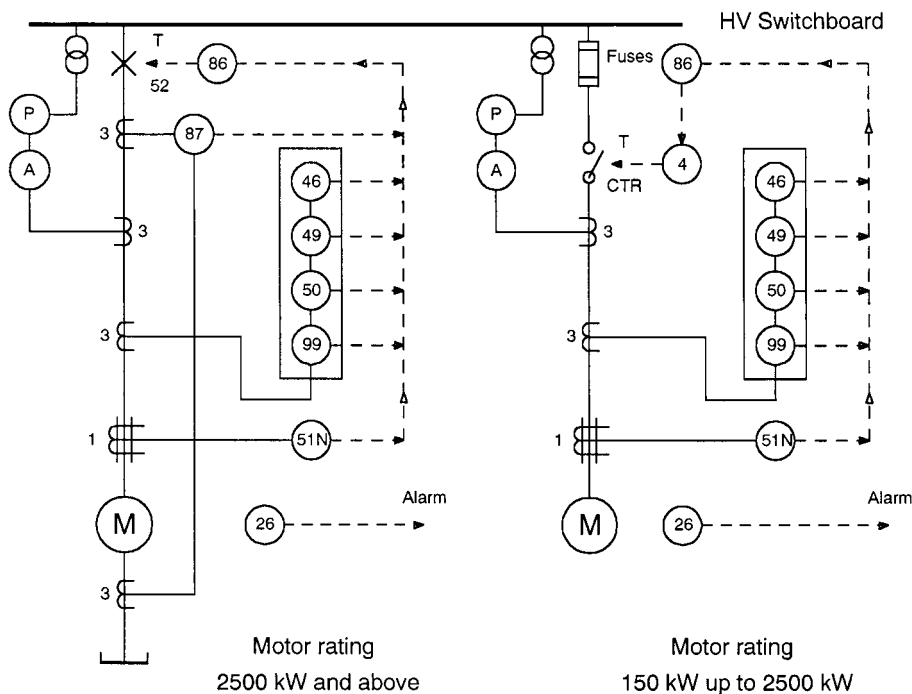 HV Switchboard
T
86
52
P
3
87
A
46
3
49
50
3
99
1
51N
M
Alarm
26
3
Motor rating
2500 kW and above
Fuses
86
P
T
4
A
CTR
46
3
49
50
3
99
1
51N
M
Alarm
26
Motor rating
150 kW up to 2500 kW